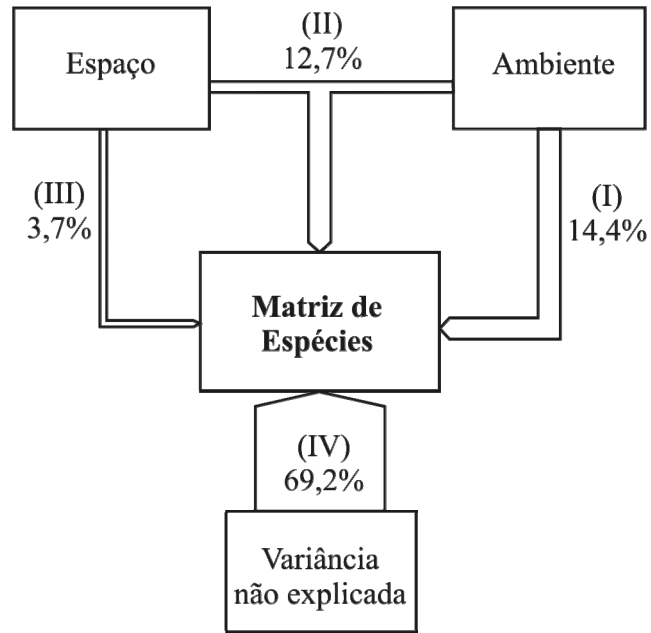 (II)
12,7%
Espaço
Ambiente
(III)
3,7%
(I)
14,4%
Matriz de
Espécies
(IV)
69,2%
Variância
não explicada